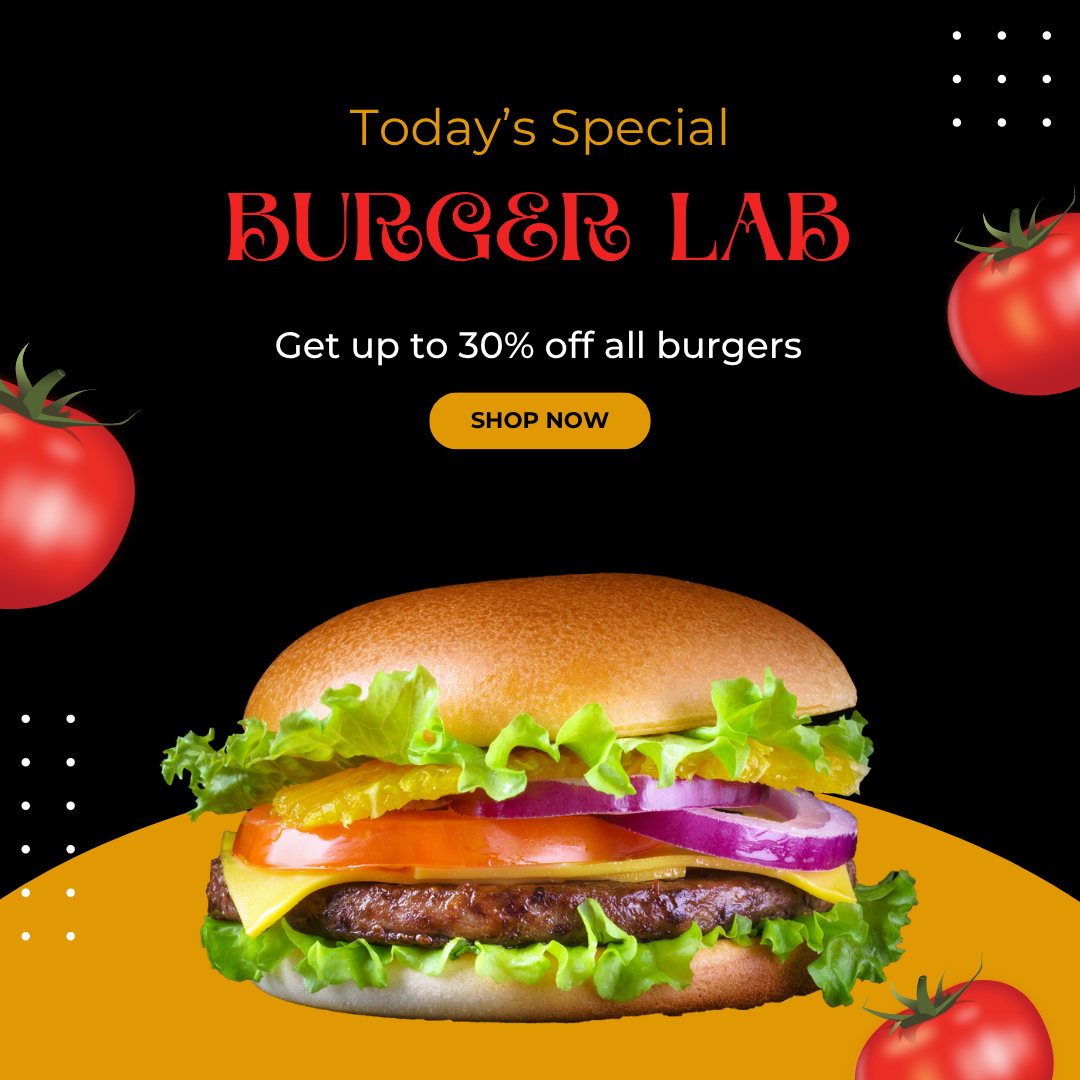 Today’s Special
BURGER LAB
Get up to 30% off all burgers
SHOP NOW